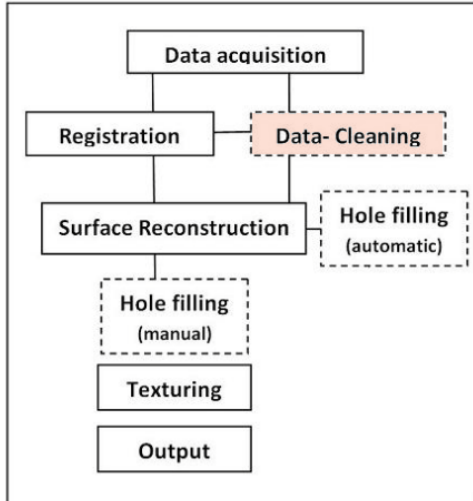 Data acquisition
Registration
Data- Cleaning
Surface Reconstruction
Hole filling
(automatic)
Hole filling
(manual)
Texturing
Output